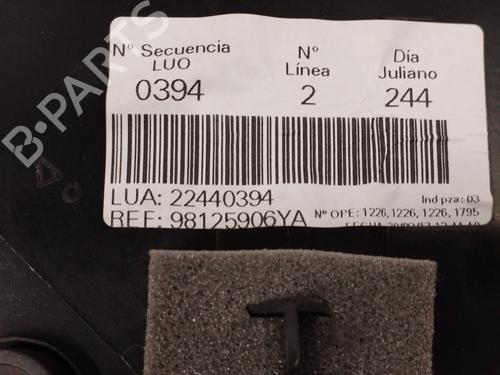 Nº Secuencia
LUO
0394
Nº
Línea
2
Día
Juliano
244
LUA: 22440394
REF: 98125906YA
Ind pza: 03
Nº OPE: 1226, 1226, 1226, 1795
B-PARTS